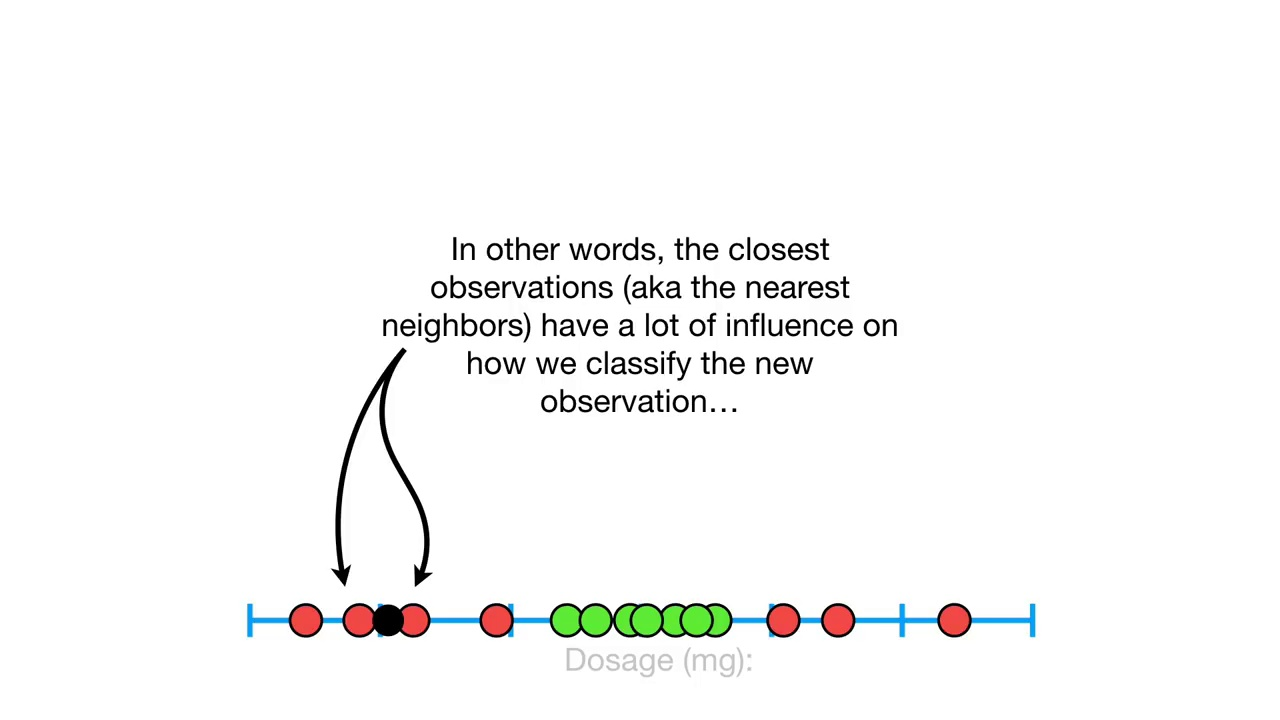 In other words, the closest
observations (aka the nearest
neighbors) have a lot of influence on
how we classify the new
observation…
Dosage (mg):